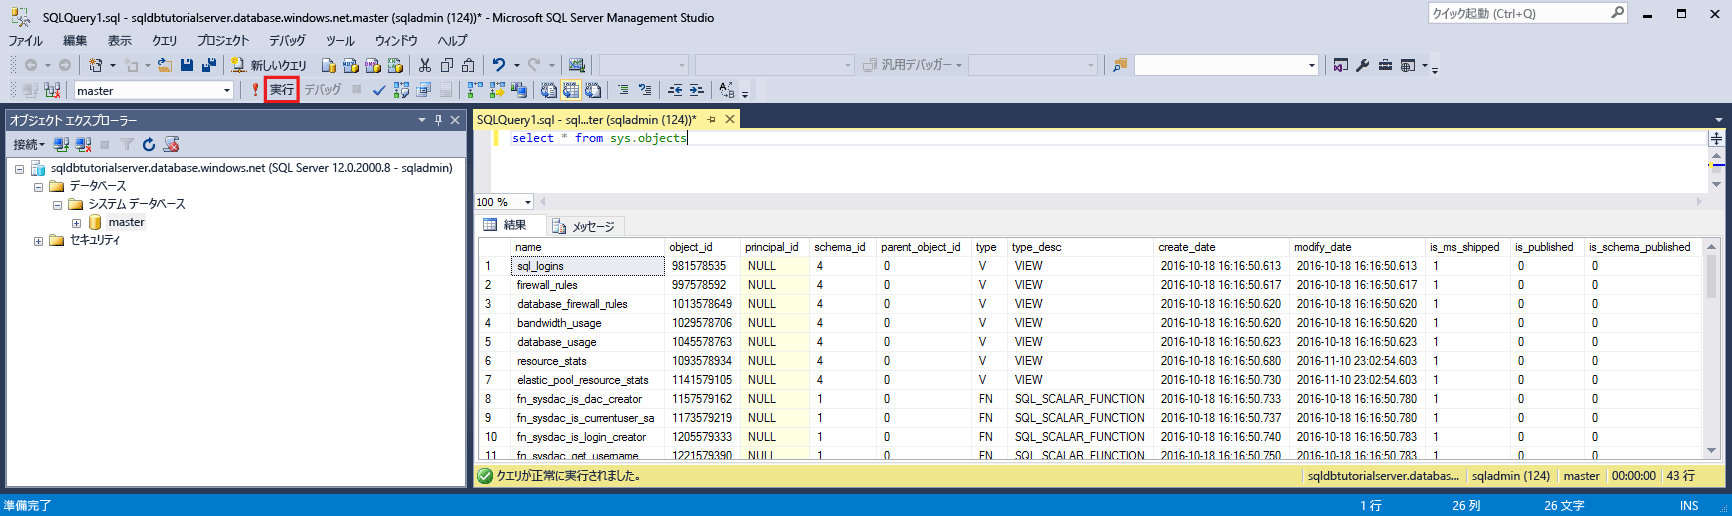 SQLQuery1.sql - sqldbtutorialserver.database.windows.net.master (sqladmin (124))* - Microsoft SQL Server Management Studio
クイック起動 (Ctrl+Q)
ファイル 編集 表示 クエリ プロジェクト デバッグ ツール ウィンドウ ヘルプ
新しいクエリ 汎用デバッガー
master 実行 デバッグ
オブジェクト エクスプローラー
接続
sqldbtutorialserver.database.windows.net (SQL Server 12.0.2000.8 - sqladmin)
データベース
システム データベース
master
セキュリティ
SQLQuery1.sql - sql...ter (sqladmin (124))*
select * from sys.objects
100 %
結果 メッセージ
name object_id principal_id schema_id parent_object_id type type_desc create_date modify_date is_ms_shipped is_published is_schema_published
1 sql_logins 981578535 NULL 4 0 V VIEW 2016-10-18 16:16:50.613 2016-10-18 16:16:50.613 1 0 0
2 firewall_rules 997578592 NULL 4 0 V VIEW 2016-10-18 16:16:50.617 2016-10-18 16:16:50.617 1 0 0
3 database_firewall_rules 1013578649 NULL 4 0 V VIEW 2016-10-18 16:16:50.620 2016-10-18 16:16:50.620 1 0 0
4 bandwidth_usage 1029578706 NULL 4 0 V VIEW 2016-10-18 16:16:50.620 2016-10-18 16:16:50.620 1 0 0
5 database_usage 1045578763 NULL 4 0 V VIEW 2016-10-18 16:16:50.623 2016-10-18 16:16:50.623 1 0 0
6 resource_stats 1093578934 NULL 4 0 V VIEW 2016-10-18 16:16:50.680 2016-11-10 23:02:54.603 1 0 0
7 elastic_pool_resource_stats 1141579105 NULL 4 0 V VIEW 2016-10-18 16:16:50.730 2016-11-10 23:02:54.603 1 0 0
8 fn_sysdac_is_dac_creator 1157579162 NULL 1 0 FN SQL_SCALAR_FUNCTION 2016-10-18 16:16:50.733 2016-10-18 16:16:50.780 1 0 0
9 fn_sysdac_is_currentuser_sa 1173579219 NULL 1 0 FN SQL_SCALAR_FUNCTION 2016-10-18 16:16:50.737 2016-10-18 16:16:50.780 1 0 0
10 fn_sysdac_is_login_creator 1205579333 NULL 1 0 FN SQL_SCALAR_FUNCTION 2016-10-18 16:16:50.740 2016-10-18 16:16:50.783 1 0 0
11 fn_sysdac_get_username 1221579390 NULL 1 0 FN SQL_SCALAR_FUNCTION 2016-10-18 16:16:50.750 2016-10-18 16:16:50.783 1 0 0
クエリが正常に実行されました。 sqldbtutorialserver.databas... sqladmin (124) master 00:00:00 43 行
準備完了 1 行 26 列 26 文字 INS